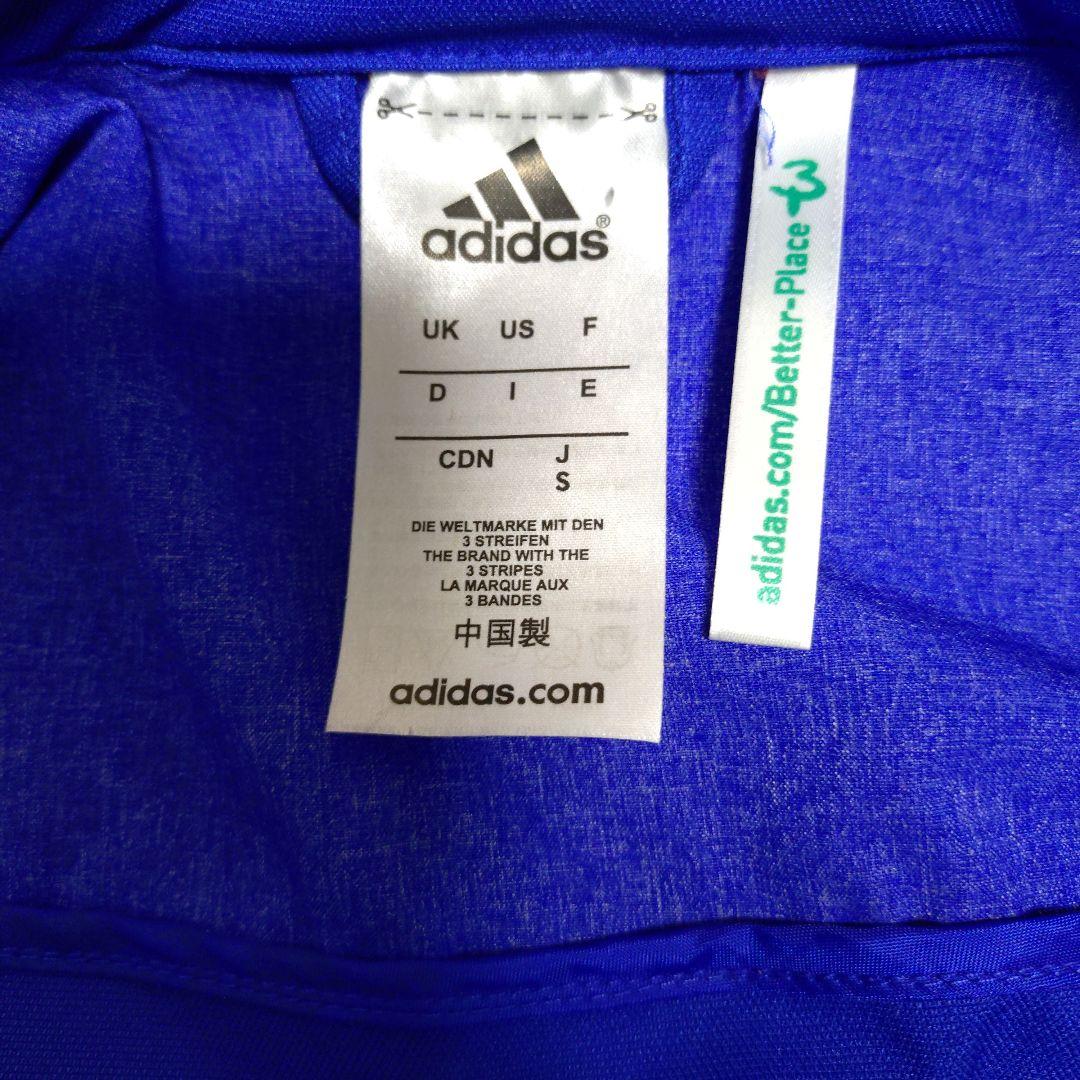 adidas®
UK US F
D I E
CDN J
S
DIE WELTMARKE MIT DEN
3 STREIFEN
THE BRAND WITH THE
3 STRIPES
LA MARQUE AUX
3 BANDES
中国製
adidas.com
adidas.com/Better-Place